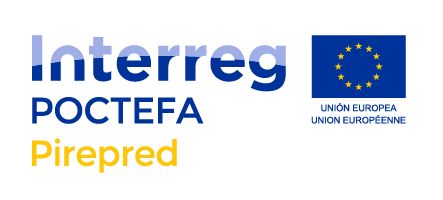 Interreg
POCTEFA
Pirepred
UNIÓN EUROPEA
UNION EUROPÉENNE